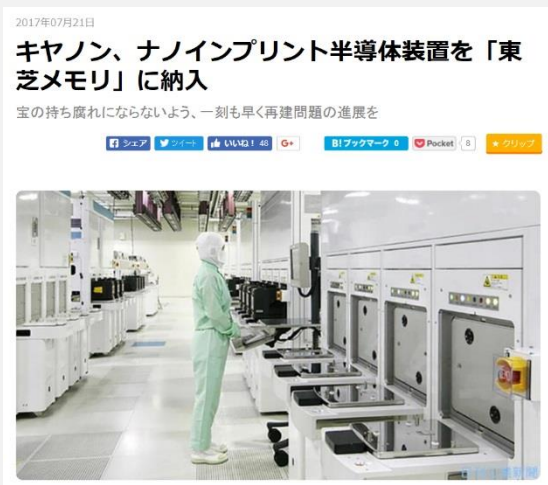 2017年07月21日
キヤノン、ナノインプリント半導体装置を「東
芝メモリ」に納入
宝の持ち腐れにならないよう、一刻も早く再建問題の進展を
シェア ツイート いいね! 48 G+ B!ブックマーク 0 Pocket 8 ★クリップ